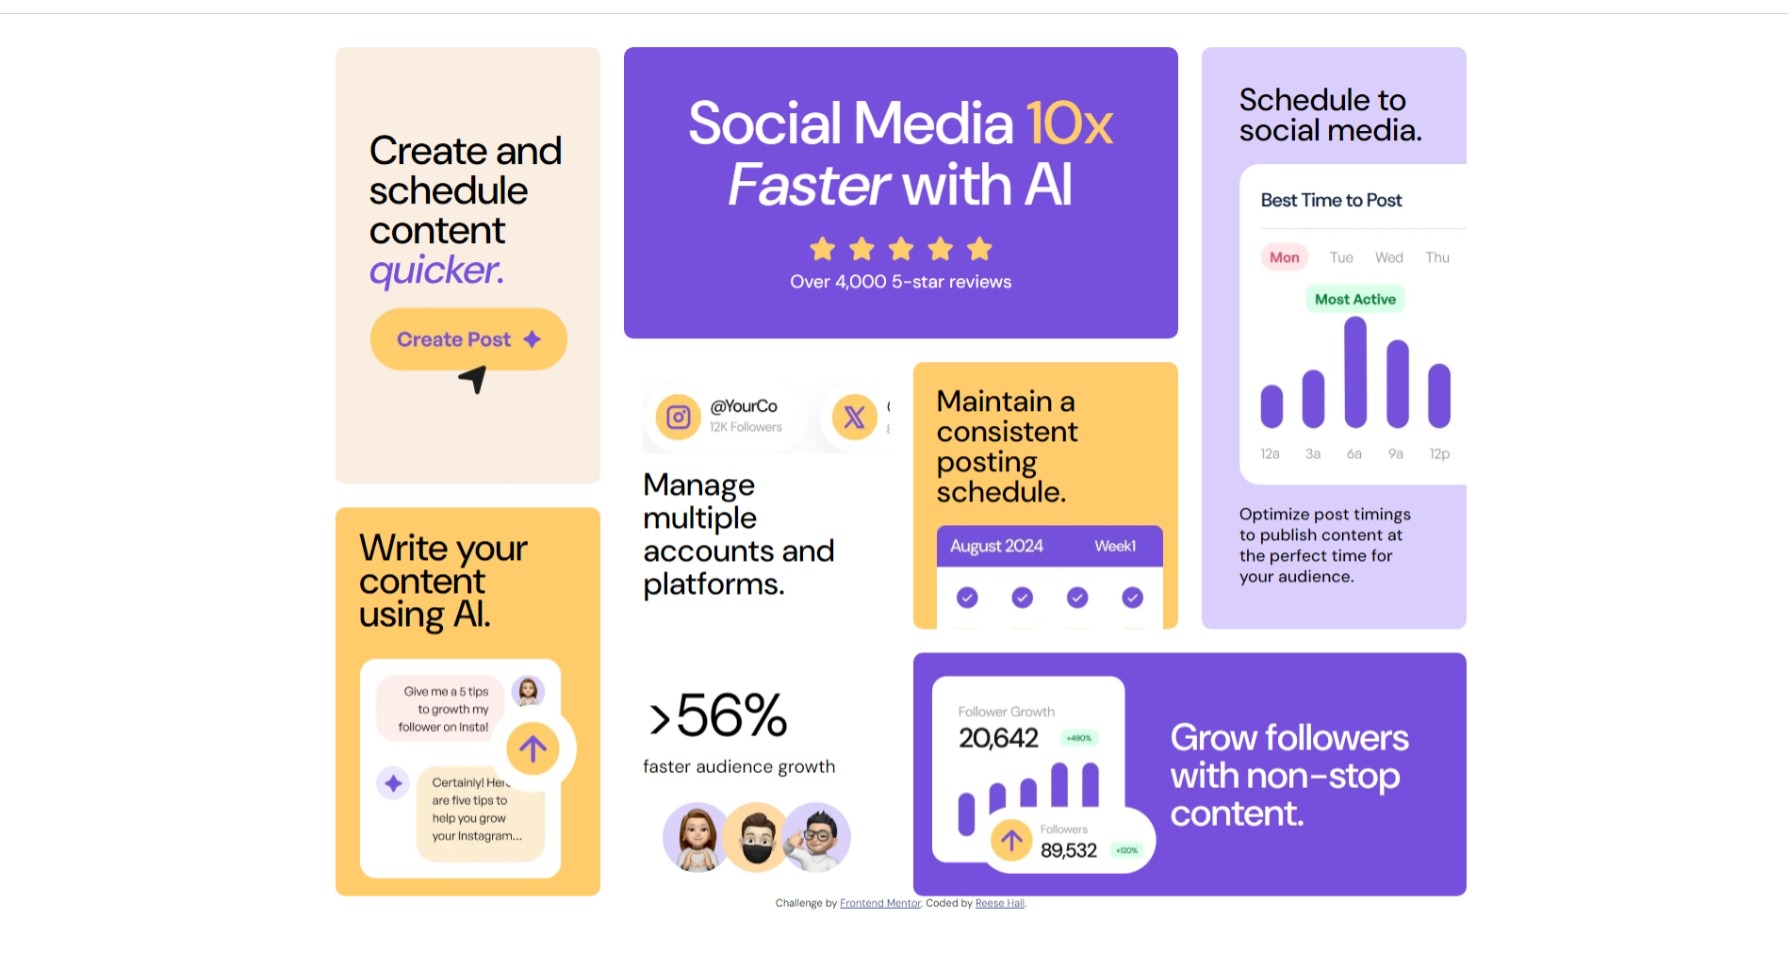 Create and
schedule
content
quicker.
Create Post
Social Media 10x
Faster with AI
Over 4,000 5-star reviews
Schedule to
social media.
Best Time to Post
Mon Tue Wed Thu
Most Active
12a 3a 6a 9a 12p
Optimize post timings
to publish content at
the perfect time for
your audience.
@YourCo
12K Followers
Manage
multiple
accounts and
platforms.
Maintain a
consistent
posting
schedule.
August 2024 Week1
Write your
content
using AI.
Give me a 5 tips
to growth my
follower on Insta!
Certainly! Here
are five tips to
help you grow
your Instagram...
>56%
faster audience growth
Follower Growth
20,642 +490%
Followers
89,532 +120%
Grow followers
with non-stop
content.
Challenge by Frontend Mentor. Coded by Reese Hall.